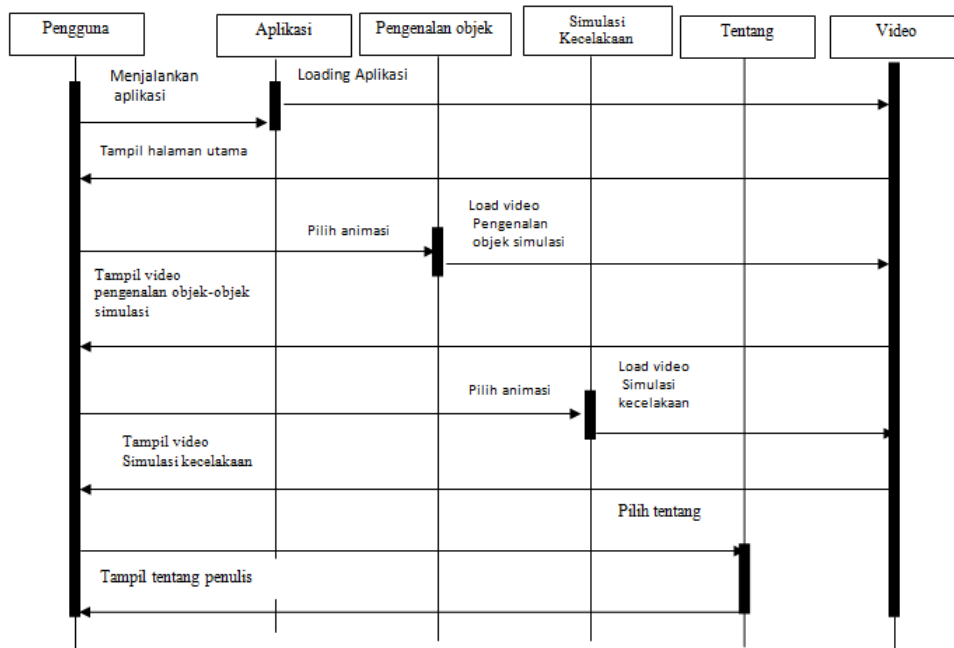 Pengguna
Aplikasi
Pengenalan objek
Simulasi
Kecelakaan
Tentang
Video
Menjalankan
aplikasi
Loading Aplikasi
Tampil halaman utama
Pilih animasi
Load video
Pengenalan
objek simulasi
Tampil video
pengenalan objek-objek
simulasi
Pilih animasi
Load video
Simulasi
kecelakaan
Tampil video
Simulasi kecelakaan
Pilih tentang
Tampil tentang penulis